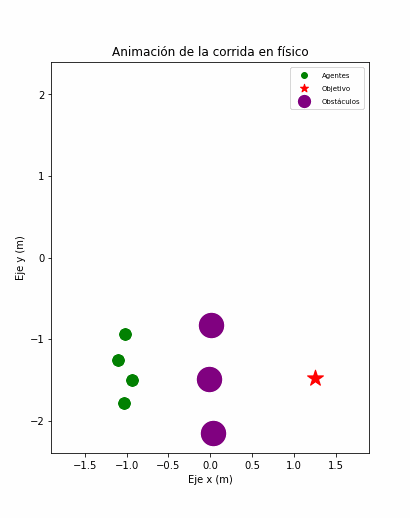 Animación de la corrida en físico
Agentes
Objetivo
Obstáculos
2
1
0
−1
−2
Eje y (m)
−1.5 −1.0 −0.5 0.0 0.5 1.0 1.5
Eje x (m)